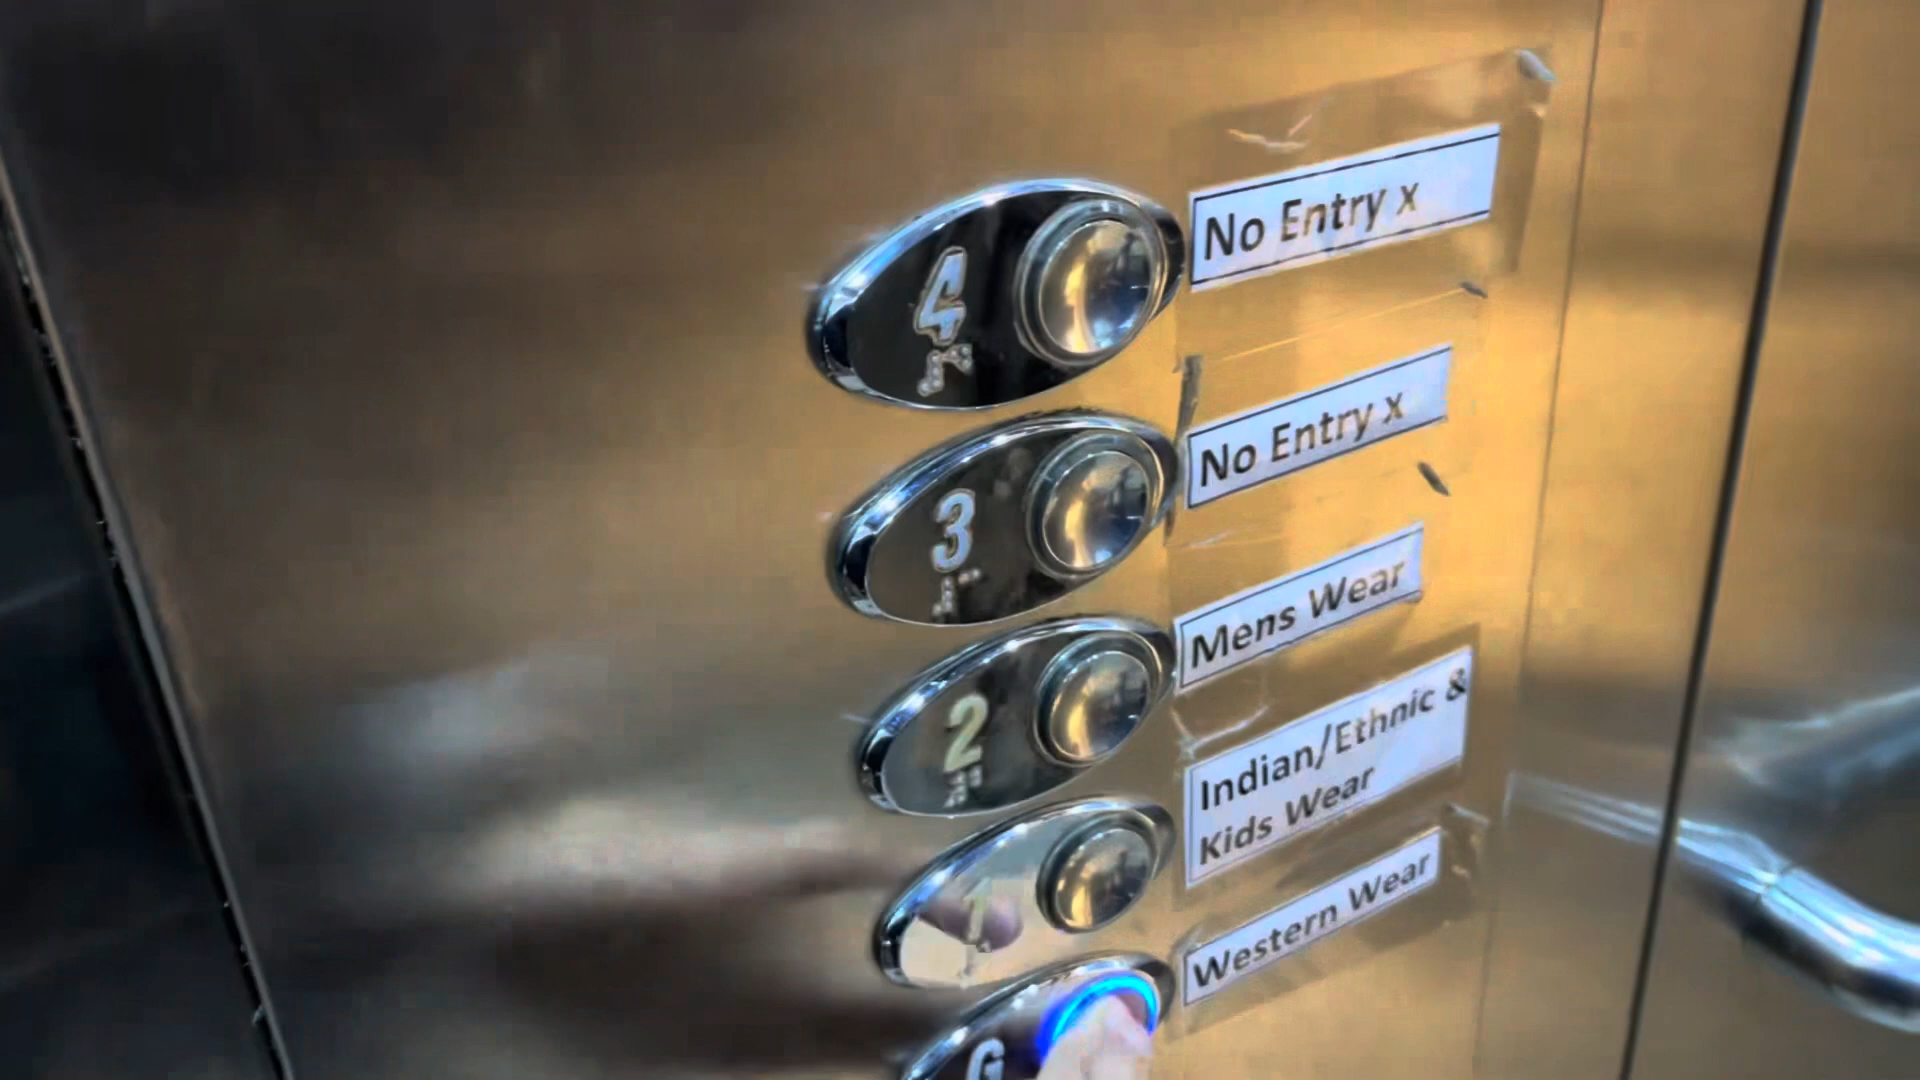 4
No Entry x
3
No Entry x
2
Mens Wear
1
Indian/Ethnic &
Kids Wear
G
Western Wear